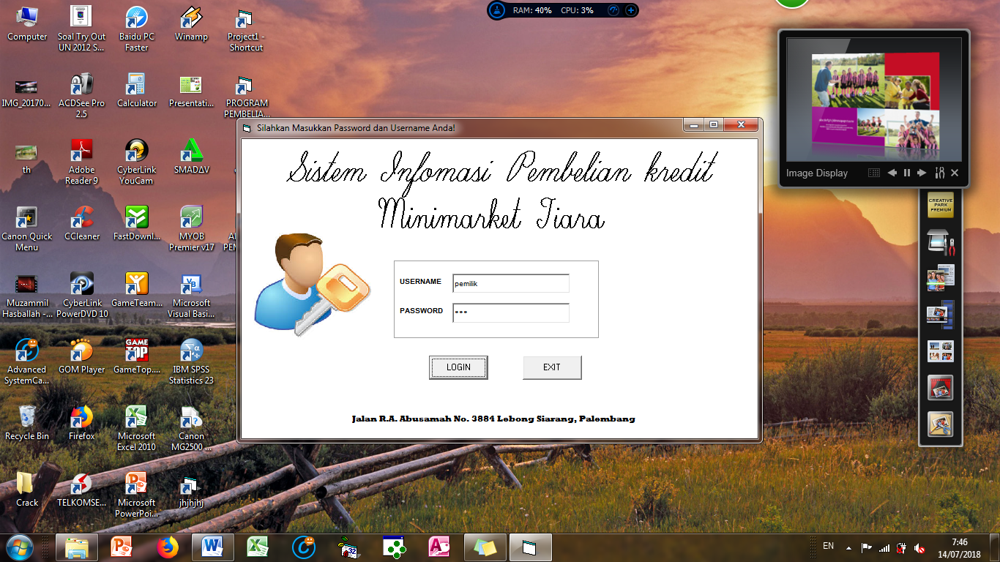 RAM: 40% CPU: 3%
Computer
Soal Try Out
UN 2012 S...
Baidu PC
Faster
Winamp
Project1 -
Shortcut
IMG_20170...
ACDSee Pro
2.5
Calculator
Presentati...
PROGRAM
PEMBELIA...
th
Adobe
Reader 9
CyberLink
YouCam
SMADΔV
Canon Quick
Menu
CCleaner
FastDownl...
MYOB
Premier v17
Muzammil
Hasballah -...
CyberLink
PowerDVD 10
GameTeam...
Microsoft
Visual Basi...
Advanced
SystemCa...
GOM Player
GAME
TOP
GameTop....
IBM SPSS
Statistics 23
Recycle Bin
Firefox
Microsoft
Excel 2010
Canon
MG2500 ...
Crack
TELKOMSE...
Microsoft
PowerPoi...
jhjhjhj
Silahkan Masukkan Password dan Username Anda!
Sistem Infomasi Pembelian kredit
Minimarket Tiara
USERNAME pemilik
PASSWORD •••
LOGIN EXIT
Jalan R.A. Abusamah No. 3884 Lebong Siarang, Palembang
Image Display
CREATIVE
PARK
PREMIUM
EN
7:46
14/07/2018